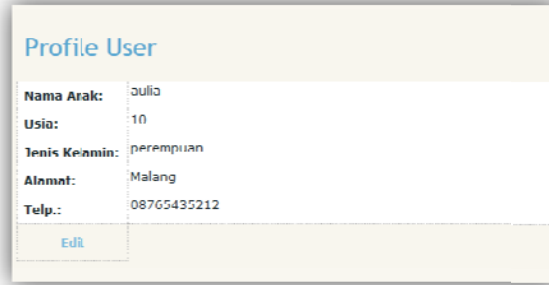 Profile User
Nama Anak: aulia
Usia: 10
Jenis Kelamin: perempuan
Alamat: Malang
Telp.: 08765435212
Edit